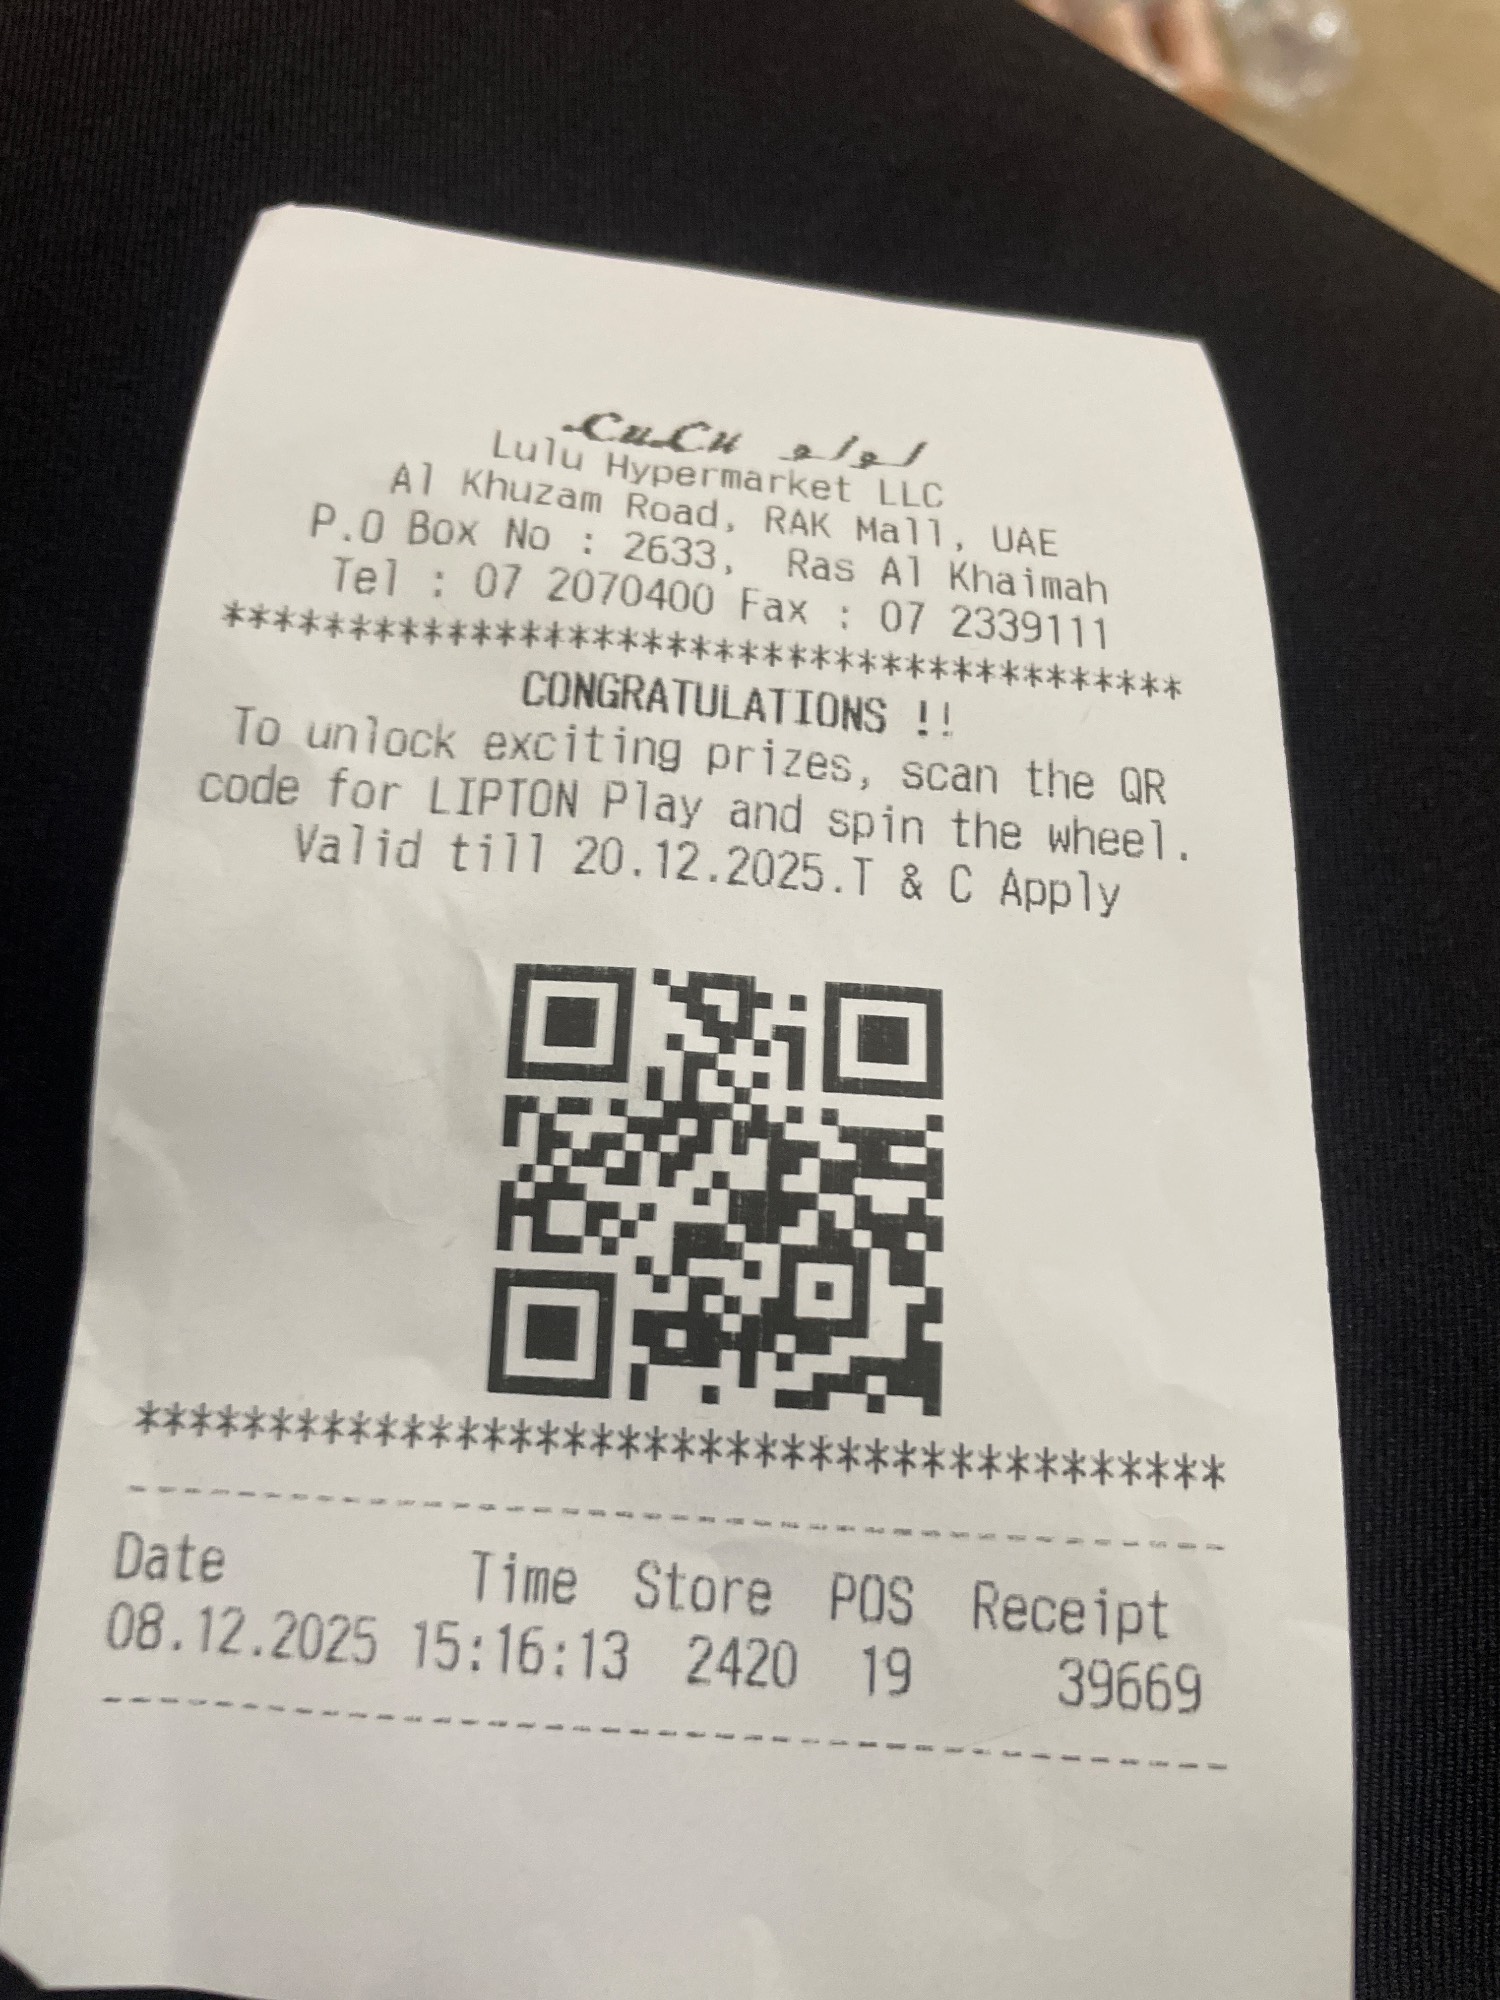 LuLu لولو
Lulu Hypermarket LLC
Al Khuzam Road, RAK Mall, UAE
P.O Box No : 2633, Ras Al Khaimah
Tel : 07 2070400 Fax : 07 2339111
*****************************************
CONGRATULATIONS !!
To unlock exciting prizes, scan the QR
code for LIPTON Play and spin the wheel.
Valid till 20.12.2025.T & C Apply
*****************************************
Date Time Store POS Receipt
08.12.2025 15:16:13 2420 19 39669